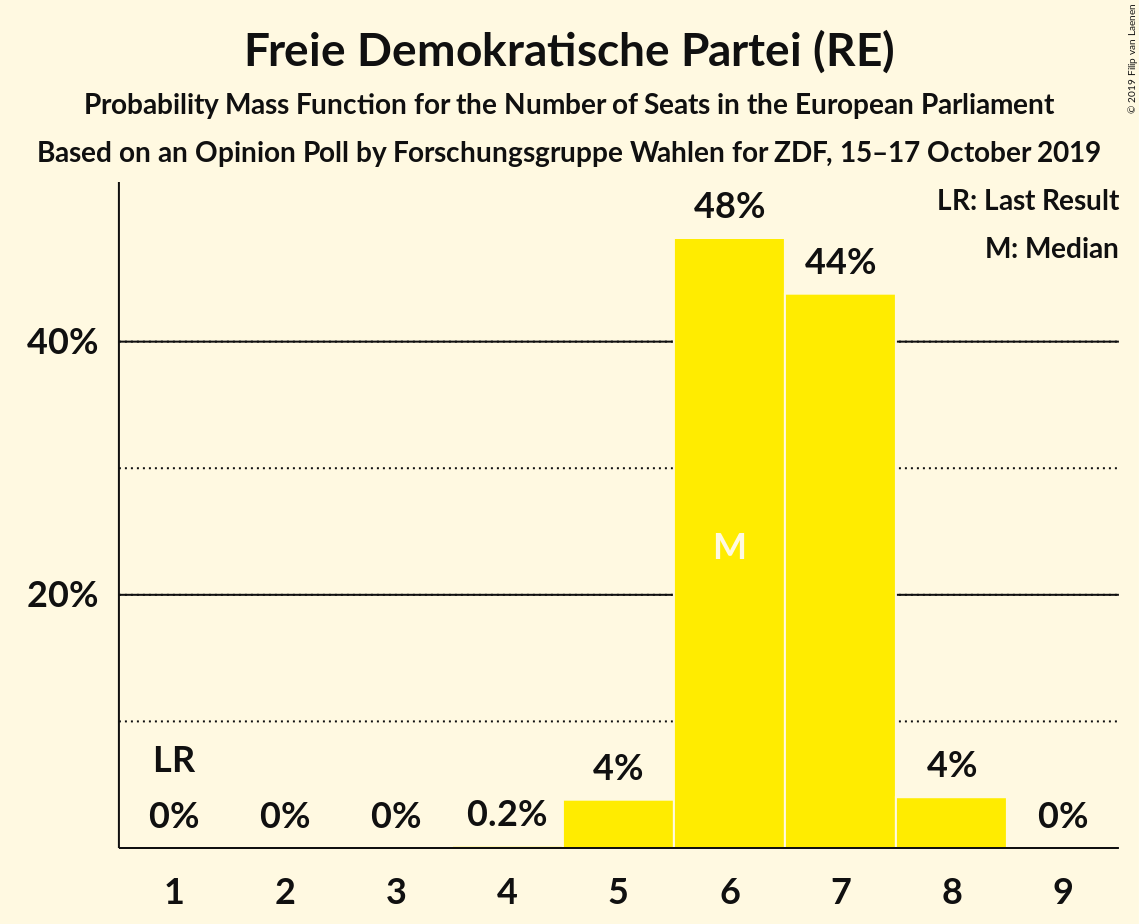 Freie Demokratische Partei (RE)
Probability Mass Function for the Number of Seats in the European Parliament
Based on an Opinion Poll by Forschungsgruppe Wahlen for ZDF, 15–17 October 2019
© 2019 Filip van Laenen
LR: Last Result
M: Median
48%
44%
40%
M
20%
LR
0% 0% 0% 0.2% 4% 4% 0%
1 2 3 4 5 6 7 8 9